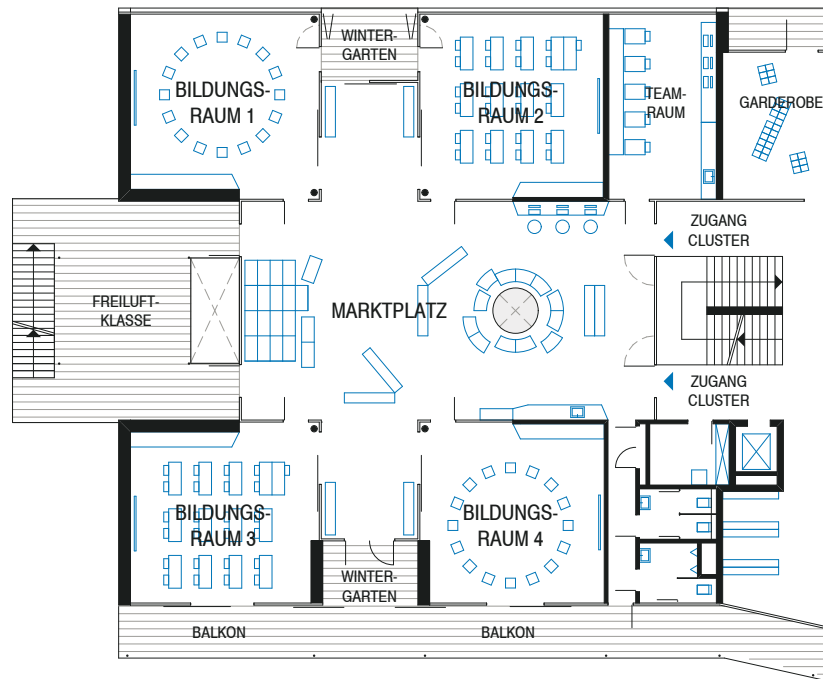 WINTER-
GARTEN
BILDUNGS-
RAUM 1
BILDUNGS-
RAUM 2
TEAM-
RAUM
GARDEROBE
ZUGANG
CLUSTER
FREILUFT-
KLASSE
MARKTPLATZ
ZUGANG
CLUSTER
BILDUNGS-
RAUM 3
BILDUNGS-
RAUM 4
WINTER-
GARTEN
BALKON
BALKON